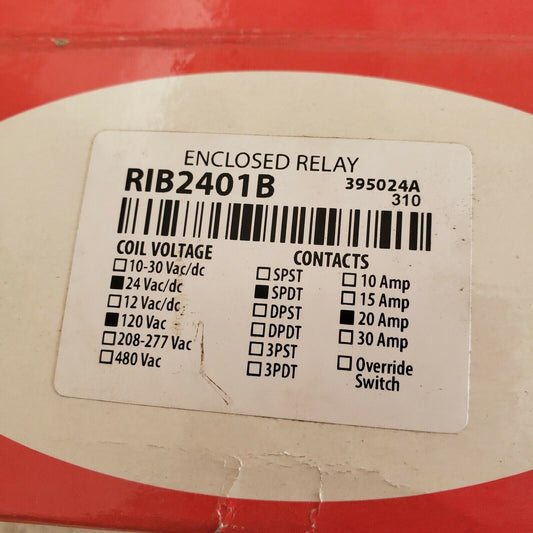 ENCLOSED RELAY
RIB2401B 395024A
310
COIL VOLTAGE
☐ 10-30 Vac/dc
■ 24 Vac/dc
☐ 12 Vac/dc
■ 120 Vac
☐ 208-277 Vac
☐ 480 Vac
CONTACTS
☐ SPST
■ SPDT
☐ DPST
☐ DPDT
☐ 3PST
☐ 3PDT
☐ 10 Amp
☐ 15 Amp
■ 20 Amp
☐ 30 Amp
☐ Override
Switch